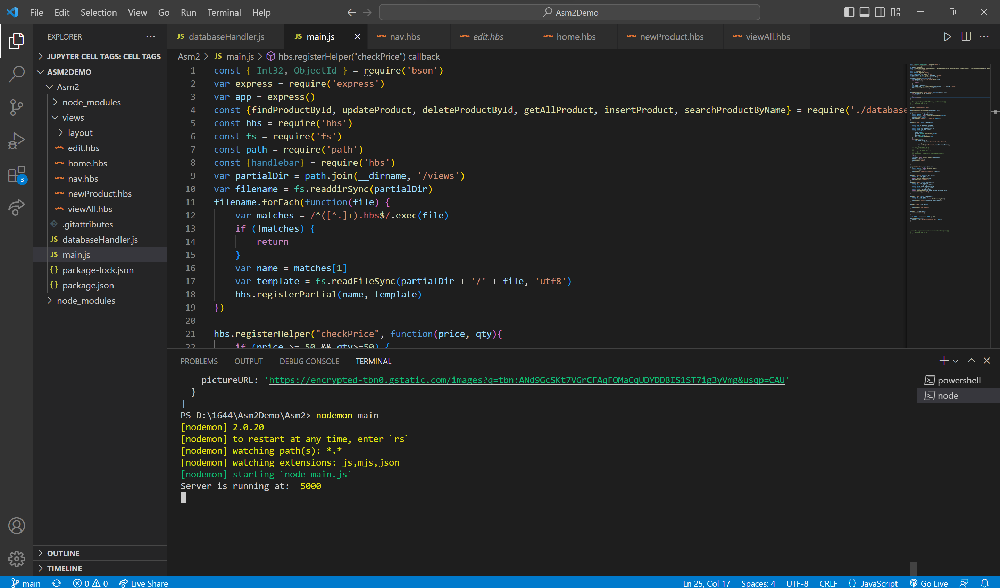 File Edit Selection View Go Run Terminal Help
Asm2Demo
EXPLORER
JUPYTER CELL TAGS: CELL TAGS
ASM2DEMO
Asm2
node_modules
views
layout
edit.hbs
home.hbs
nav.hbs
newProduct.hbs
viewAll.hbs
.gitattributes
JS databaseHandler.js
JS main.js
{} package-lock.json
{} package.json
node_modules
OUTLINE
TIMELINE
3
JS databaseHandler.js JS main.js nav.hbs edit.hbs home.hbs newProduct.hbs viewAll.hbs
Asm2 > JS main.js > hbs.registerHelper("checkPrice") callback
1 const { Int32, ObjectId } = require('bson')
2 var express = require('express')
3 var app = express()
4 const {findProductById, updateProduct, deleteProductById, getAllProduct, insertProduct, searchProductByName} = require('./database
5 const hbs = require('hbs')
6 const fs = require('fs')
7 const path = require('path')
8 const {handlebar} = require('hbs')
9 var partialDir = path.join(__dirname, '/views')
10 var filename = fs.readdirSync(partialDir)
11 filename.forEach(function(file) {
12 var matches = /^([^.]+).hbs$/.exec(file)
13 if (!matches) {
14 return
15 }
16 var name = matches[1]
17 var template = fs.readFileSync(partialDir + '/' + file, 'utf8')
18 hbs.registerPartial(name, template)
19 })
20
21 hbs.registerHelper("checkPrice", function(price, qty){
22 if (price >= 50 && qty>=50) {
PROBLEMS OUTPUT DEBUG CONSOLE TERMINAL
pictureURL: 'https://encrypted-tbn0.gstatic.com/images?q=tbn:ANd9GcSKt7VGrCFAqFOMaCqUDYDDBIS1ST7ig3yVmg&usqp=CAU'
}
]
PS D:\1644\Asm2Demo\Asm2> nodemon main
[nodemon] 2.0.20
[nodemon] to restart at any time, enter `rs`
[nodemon] watching path(s): *.*
[nodemon] watching extensions: js,mjs,json
[nodemon] starting `node main.js`
Server is running at: 5000
powershell
node
main 0 0 Live Share Ln 25, Col 17 Spaces: 4 UTF-8 CRLF {} JavaScript Go Live